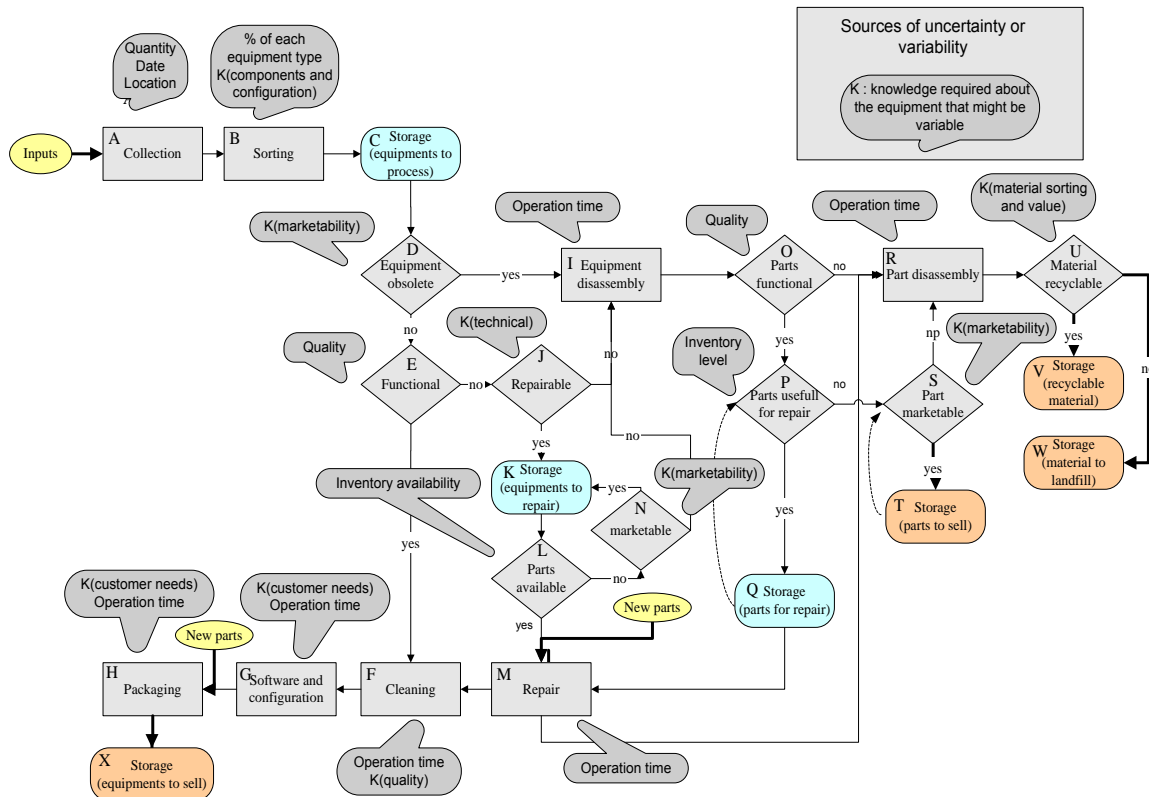 Quantity
Date
Location
% of each
equipment type
K(components and
configuration)
Sources of uncertainty or
variability
K : knowledge required about
the equipment that might be
variable
Inputs
A
Collection
B
Sorting
C Storage
(equipments to
process)
K(marketability)
Operation time
Quality
Operation time
K(material sorting
and value)
D
Equipment
obsolete
yes
I Equipment
disassembly
O
Parts
functional
no
R
Part disassembly
U
Material
recyclable
no
K(technical)
yes
Inventory
level
np
K(marketability)
yes
Quality
E
Functional
no
J
Repairable
no
P
Parts usefull
for repair
no
S
Part
marketable
V Storage
(recyclable
material)
yes
no
K(marketability)
yes
W Storage
(material to
landfill)
Inventory availability
K Storage
(equipments to
repair)
yes
N
marketable
yes
T Storage
(parts to sell)
yes
L
Parts
available
no
Q Storage
(parts for repair)
K(customer needs)
Operation time
K(customer needs)
Operation time
New parts
yes
New parts
H
Packaging
G
Software and
configuration
F
Cleaning
M
Repair
X
Storage
(equipments to sell)
Operation time
K(quality)
Operation time